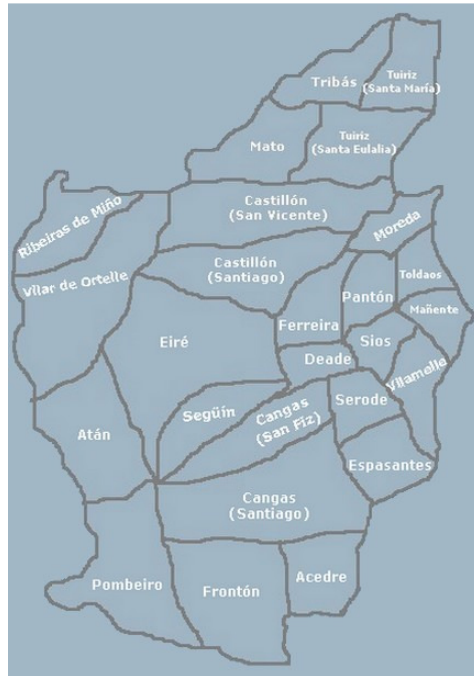 Tribás
Tuiriz
(Santa María)
Mato
Tuiriz
(Santa Eulalia)
Ribeiras de Miño
Castillón
(San Vicente)
Moreda
Vilar de Ortelle
Castillón
(Santiago)
Toldaos
Pantón
Mañente
Ferreira
Eiré
Sios
Deade
Vilamelle
Serode
Següín
Cangas
(San Fiz)
Atán
Espasantes
Cangas
(Santiago)
Pombeiro
Frontón
Acedre